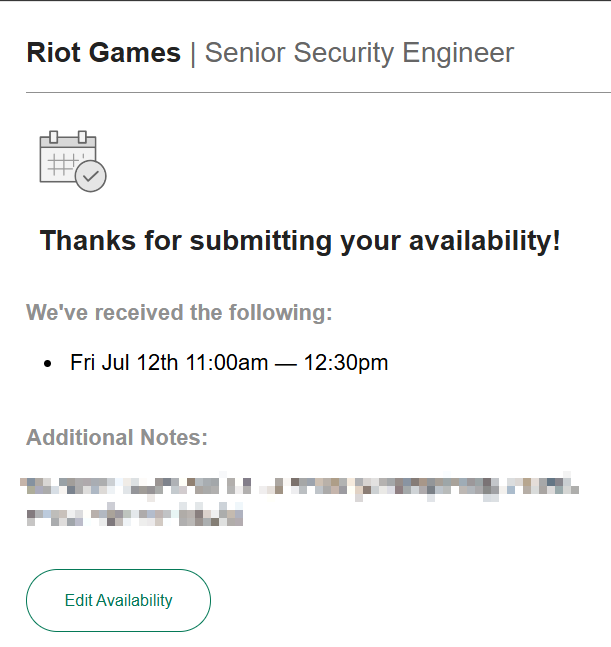 Riot Games | Senior Security Engineer
Thanks for submitting your availability!
We've received the following:
• Fri Jul 12th 11:00am — 12:30pm
Additional Notes:
Edit Availability